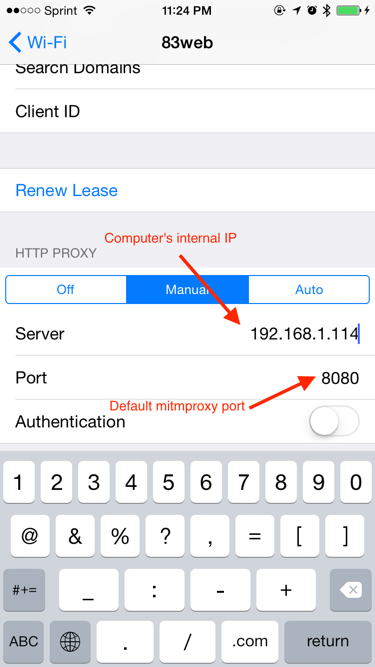 Sprint 11:24 PM
Wi-Fi 83web
Search Domains
Client ID
Renew Lease
Computer's internal IP
HTTP PROXY
Off Manual Auto
Server 192.168.1.114
Port 8080
Default mitmproxy port
Authentication
1 2 3 4 5 6 7 8 9 0
@ & % ? , = [ ]
#+= _ : - +
ABC . / .com return